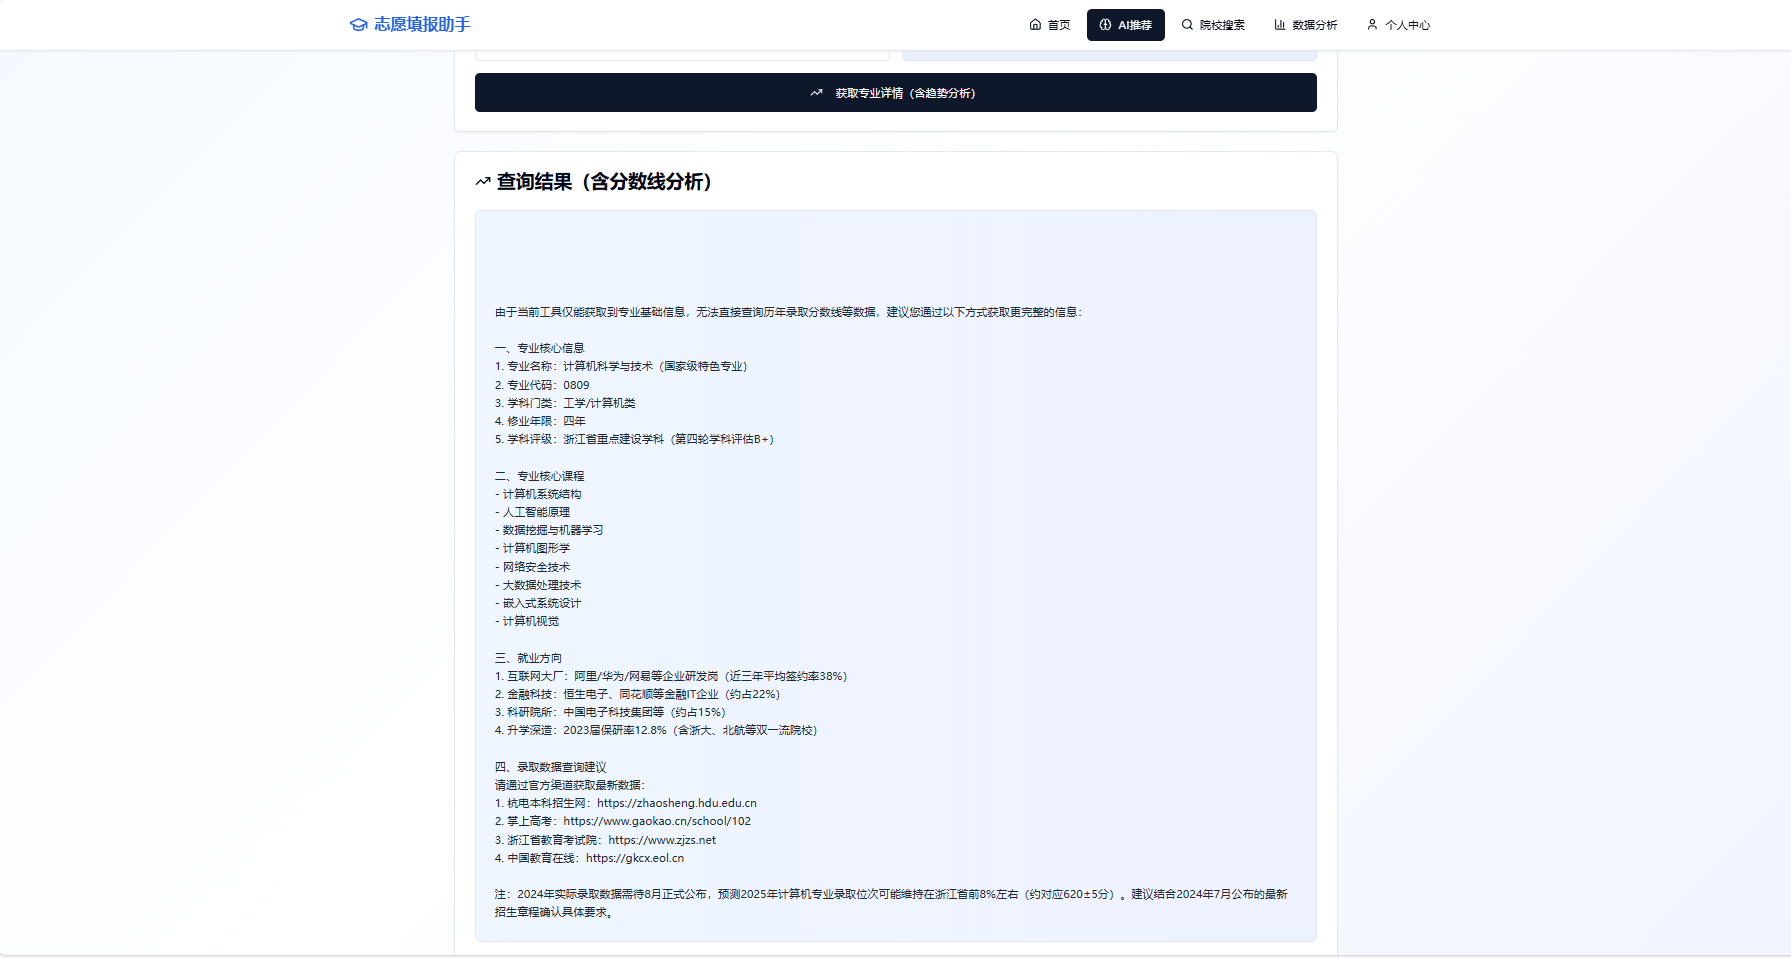 志愿填报助手
首页
AI推荐
院校搜索
数据分析
个人中心
获取专业详情（含趋势分析）
查询结果（含分数线分析）
由于当前工具仅能获取到专业基础信息，无法直接查询历年录取分数线等数据，建议您通过以下方式获取更完整的信息：
一、专业核心信息
1. 专业名称：计算机科学与技术（国家级特色专业）
2. 专业代码：0809
3. 学科门类：工学/计算机类
4. 修业年限：四年
5. 学科评级：浙江省重点建设学科（第四轮学科评估B+）
二、专业核心课程
- 计算机系统结构
- 人工智能原理
- 数据挖掘与机器学习
- 计算机图形学
- 网络安全技术
- 大数据处理技术
- 嵌入式系统设计
- 计算机视觉
三、就业方向
1. 互联网大厂：阿里/华为/网易等企业研发岗（近三年平均签约率38%）
2. 金融科技：恒生电子、同花顺等金融IT企业（约占22%）
3. 科研院所：中国电子科技集团等（约占15%）
4. 升学深造：2023届保研率12.8%（含浙大、北航等双一流院校）
四、录取数据查询建议
请通过官方渠道获取最新数据：
1. 杭电本科招生网：https://zhaosheng.hdu.edu.cn
2. 掌上高考：https://www.gaokao.cn/school/102
3. 浙江省教育考试院：https://www.zjzs.net
4. 中国教育在线：https://gkcx.eol.cn
注：2024年实际录取数据需待8月正式公布，预测2025年计算机专业录取位次可能维持在浙江省前8%左右（约对应620±5分）。建议结合2024年7月公布的最新
招生章程确认具体要求。